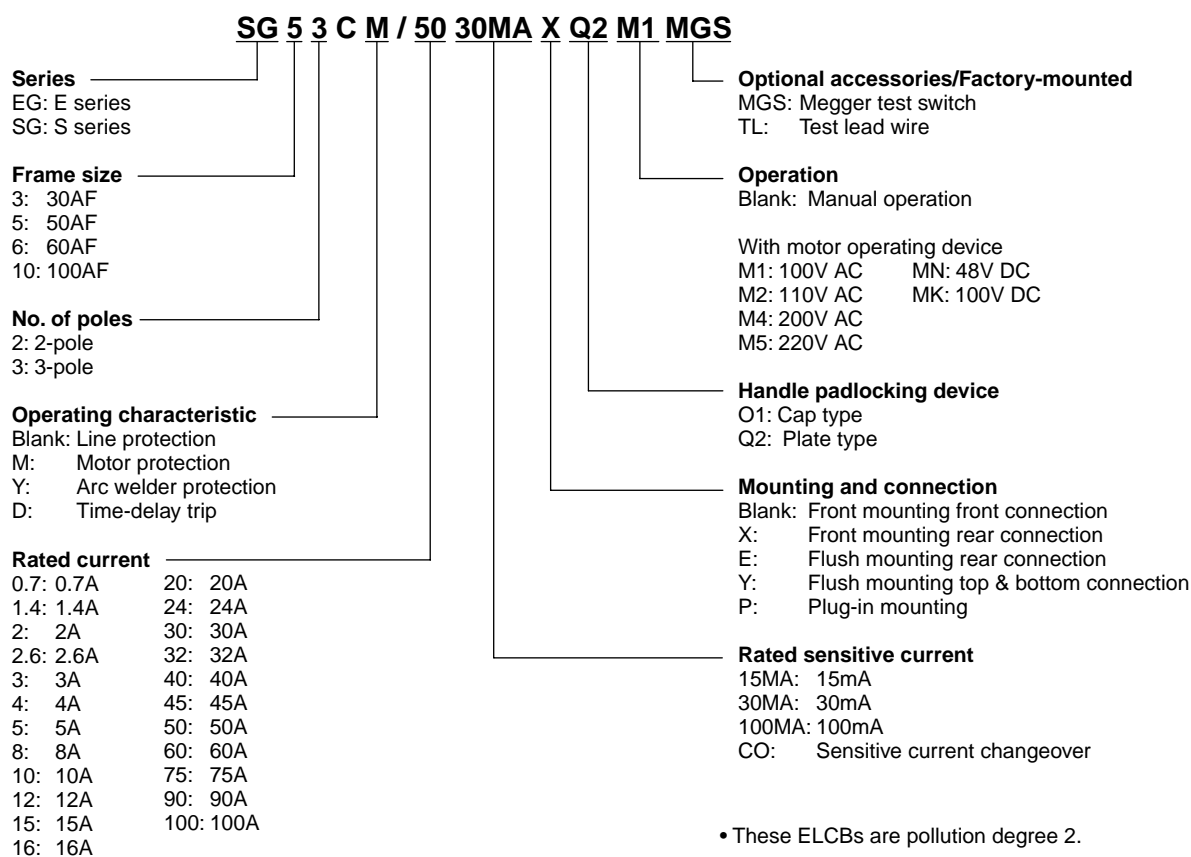 SG 5 3 C M / 50 30MA X Q2 M1 MGS
Series
EG: E series
SG: S series
Frame size
3: 30AF
5: 50AF
6: 60AF
10: 100AF
No. of poles
2: 2-pole
3: 3-pole
Operating characteristic
Blank: Line protection
M: Motor protection
Y: Arc welder protection
D: Time-delay trip
Rated current
0.7: 0.7A 20: 20A
1.4: 1.4A 24: 24A
2: 2A 30: 30A
2.6: 2.6A 32: 32A
3: 3A 40: 40A
4: 4A 45: 45A
5: 5A 50: 50A
8: 8A 60: 60A
10: 10A 75: 75A
12: 12A 90: 90A
15: 15A 100: 100A
16: 16A
Optional accessories/Factory-mounted
MGS: Megger test switch
TL: Test lead wire
Operation
Blank: Manual operation
With motor operating device
M1: 100V AC MN: 48V DC
M2: 110V AC MK: 100V DC
M4: 200V AC
M5: 220V AC
Handle padlocking device
O1: Cap type
Q2: Plate type
Mounting and connection
Blank: Front mounting front connection
X: Front mounting rear connection
E: Flush mounting rear connection
Y: Flush mounting top & bottom connection
P: Plug-in mounting
Rated sensitive current
15MA: 15mA
30MA: 30mA
100MA: 100mA
CO: Sensitive current changeover
• These ELCBs are pollution degree 2.